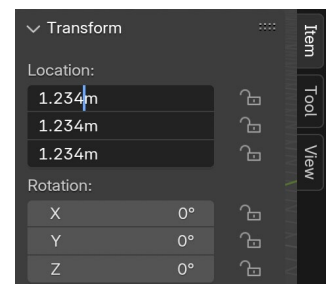 Transform
Location:
1.234m
1.234m
1.234m
Rotation:
X 0°
Y 0°
Z 0°
Item
Tool
View